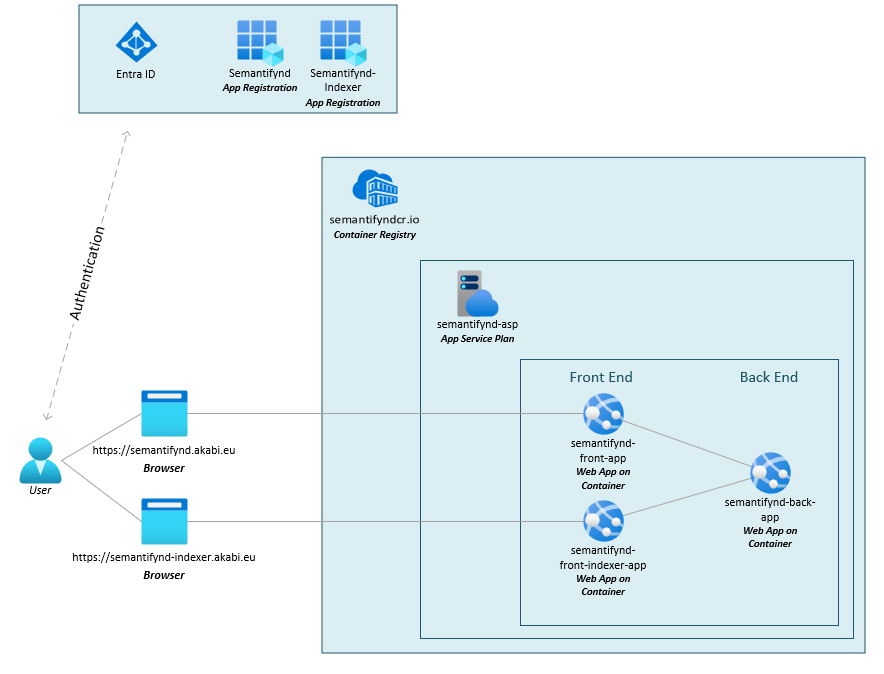 Entra ID
Semantifynd
App Registration
Semantifynd-
Indexer
App Registration
Authentication
semantifyndcr.io
Container Registry
semantifynd-asp
App Service Plan
Front End
Back End
https://semantifynd.akabi.eu
Browser
semantifynd-
front-app
Web App on
Container
User
semantifynd-back-
app
Web App on
Container
https://semantifynd-indexer.akabi.eu
Browser
semantifynd-
front-indexer-app
Web App on
Container